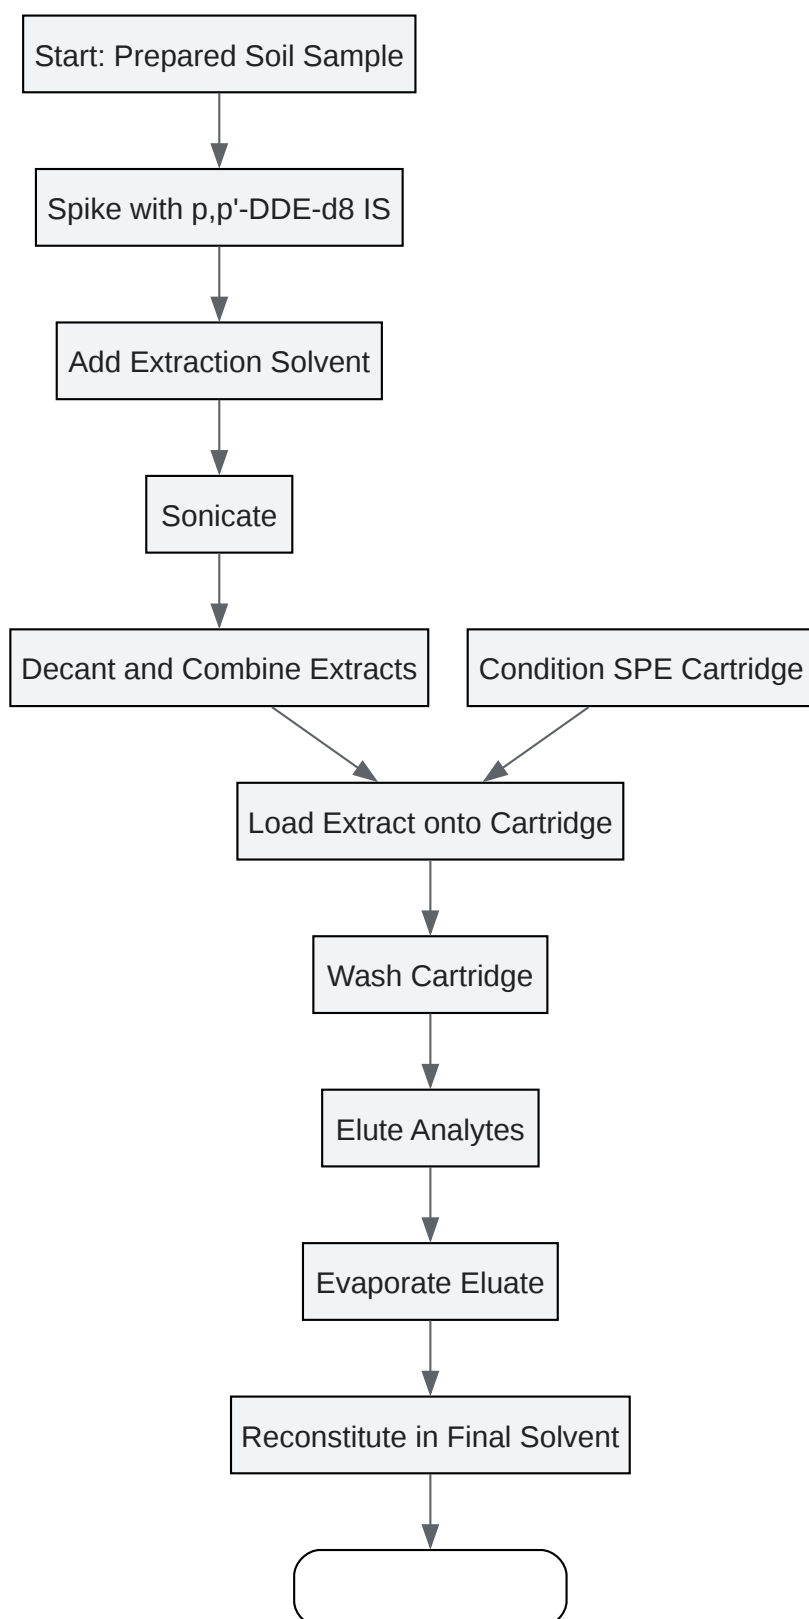 Start: Prepared Soil Sample
Spike with p,p'-DDE-d8 IS
Add Extraction Solvent
Sonicate
Decant and Combine Extracts
Condition SPE Cartridge
Load Extract onto Cartridge
Wash Cartridge
Elute Analytes
Evaporate Eluate
Reconstitute in Final Solvent